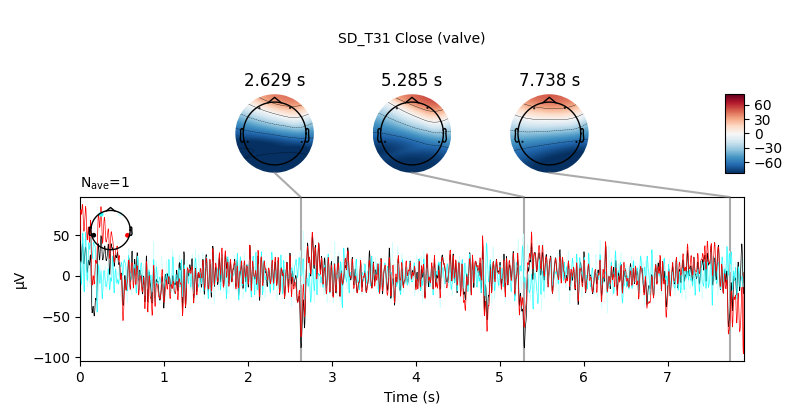 SD_T31 Close (valve)
2.629 s 5.285 s 7.738 s
60
30
0
−30
−60
Nave=1
50
0
−50
−100
µV
0 1 2 3 4 5 6 7
Time (s)